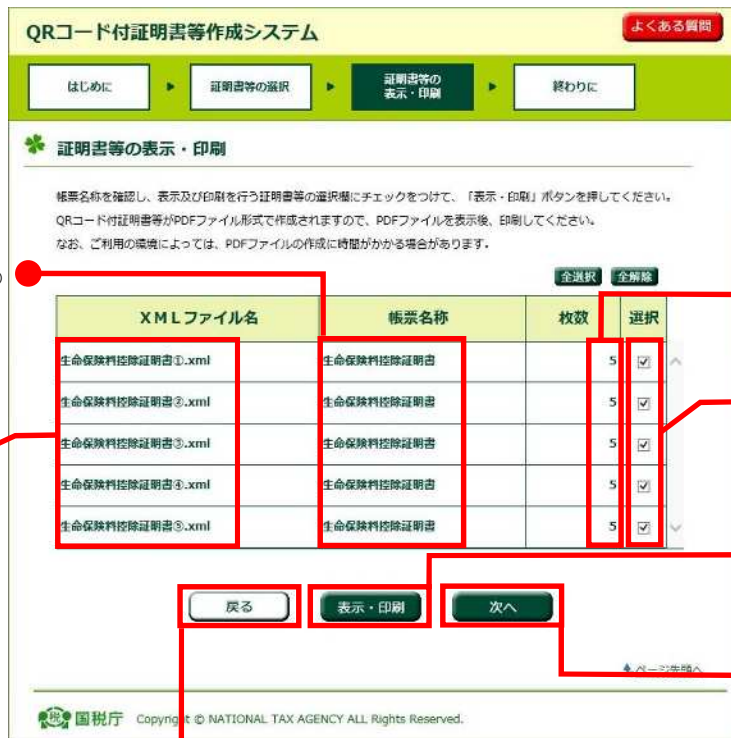 QRコード付証明書等作成システム
よくある質問
はじめに ▶ 証明書等の選択 ▶ 証明書等の表示・印刷 ▶ 終わりに
証明書等の表示・印刷
帳票名称を確認し、表示及び印刷を行う証明書等の選択欄にチェックをつけて、「表示・印刷」ボタンを押してください。
QRコード付証明書等がPDFファイル形式で作成されますので、PDFファイルを表示後、印刷してください。
なお、ご利用の環境によっては、PDFファイルの作成に時間がかかる場合があります。
全選択 全解除
XMLファイル名 帳票名称 枚数 選択
生命保険料控除証明書①.xml 生命保険料控除証明書 5
生命保険料控除証明書②.xml 生命保険料控除証明書 5
生命保険料控除証明書③.xml 生命保険料控除証明書 5
生命保険料控除証明書④.xml 生命保険料控除証明書 5
生命保険料控除証明書⑤.xml 生命保険料控除証明書 5
戻る 表示・印刷 次へ
ページ先頭へ
税 国税庁 Copyright © NATIONAL TAX AGENCY ALL Rights Reserved.